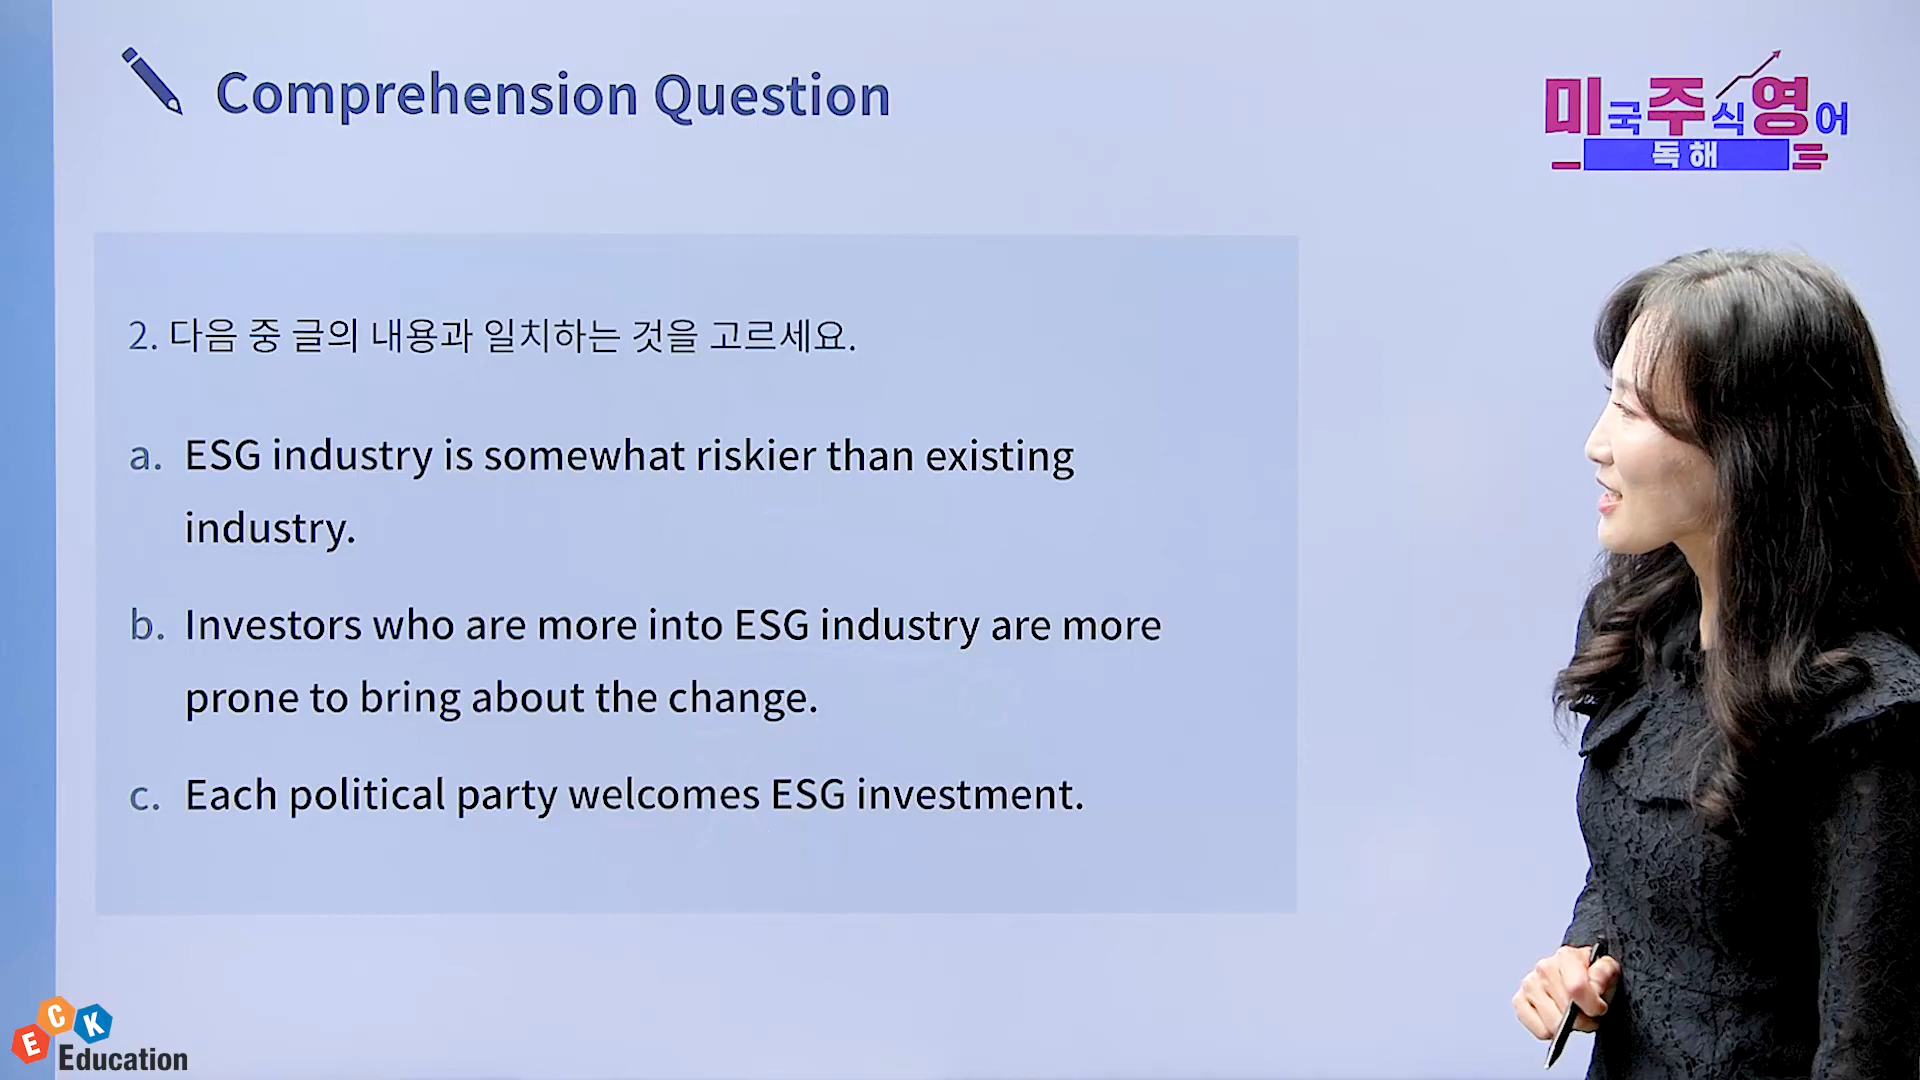 Comprehension Question
미국주식영어
독해
2. 다음 중 글의 내용과 일치하는 것을 고르세요.
a. ESG industry is somewhat riskier than existing
industry.
b. Investors who are more into ESG industry are more
prone to bring about the change.
c. Each political party welcomes ESG investment.
ECK
Education